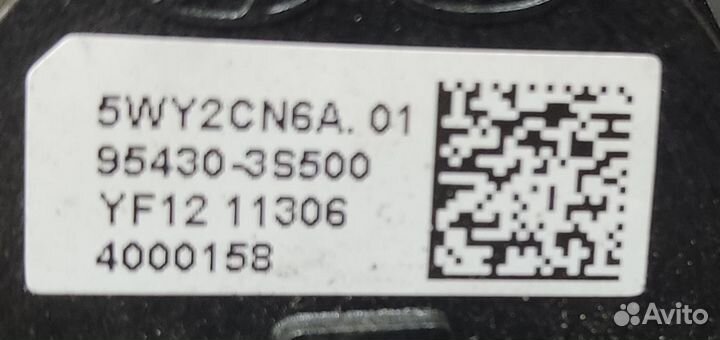 5WY2CN6A. 01
95430-3S500
YF12 11306
4000158
Avito